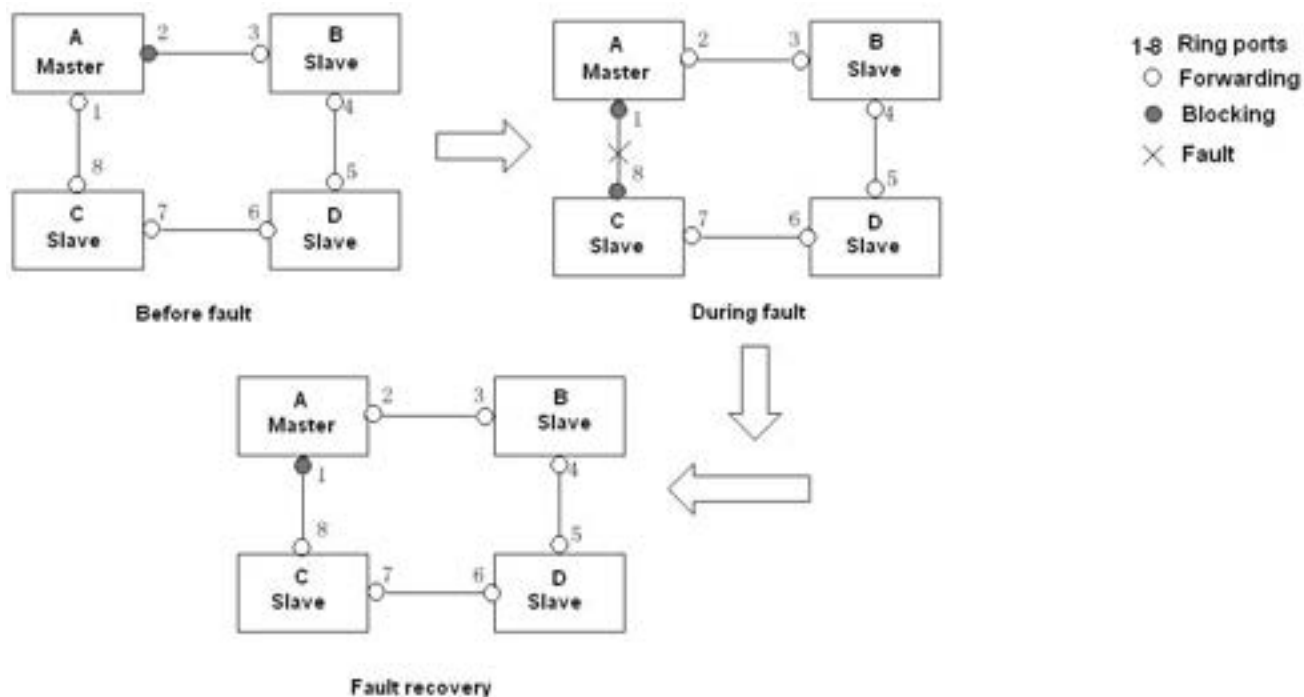 A
Master
2
3
B
Slave
1
4
8
5
C
Slave
7
6
D
Slave
Before fault
A
Master
2
3
B
Slave
1
4
8
5
C
Slave
7
6
D
Slave
During fault
1-8 Ring ports
Forwarding
Blocking
Fault
A
Master
2
3
B
Slave
1
4
8
5
C
Slave
7
6
D
Slave
Fault recovery